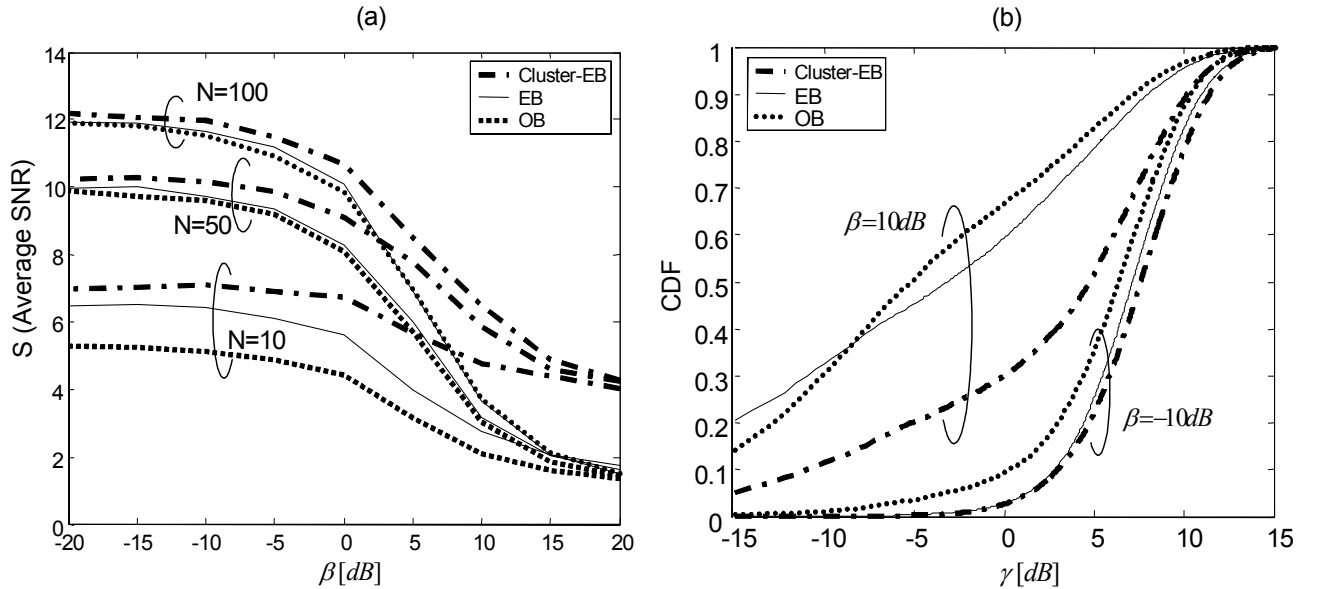 (a)
14
12
10
8
6
4
2
0
S (Average SNR)
N=100
N=50
N=10
Cluster-EB
EB
OB
-20
-15
-10
-5
0
5
10
15
20
β [dB]
(b)
1
0.9
0.8
0.7
0.6
0.5
0.4
0.3
0.2
0.1
0
CDF
Cluster-EB
EB
OB
β=10dB
β=-10dB
-15
-10
-5
0
5
10
15
γ [dB]